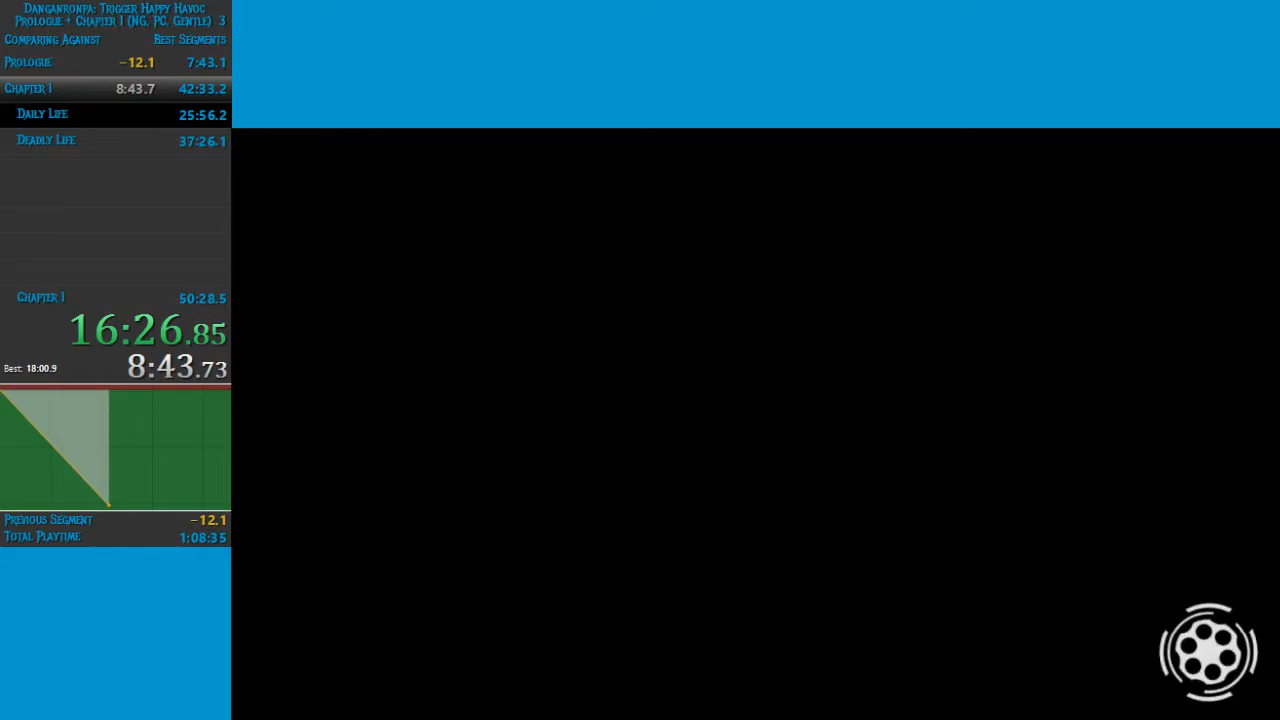 Danganronpa: Trigger Happy Havoc
Prologue + Chapter 1 (NG, PC, Gentle) 3
Comparing Against Best Segments
Prologue -12.1 7:43.1
Chapter 1 8:43.7 42:33.2
Daily Life 25:56.2
Deadly Life 37:26.1
Chapter 1 50:28.5
16:26.85
Best: 18:00.9 8:43.73
Previous Segment -12.1
Total Playtime 1:08:35